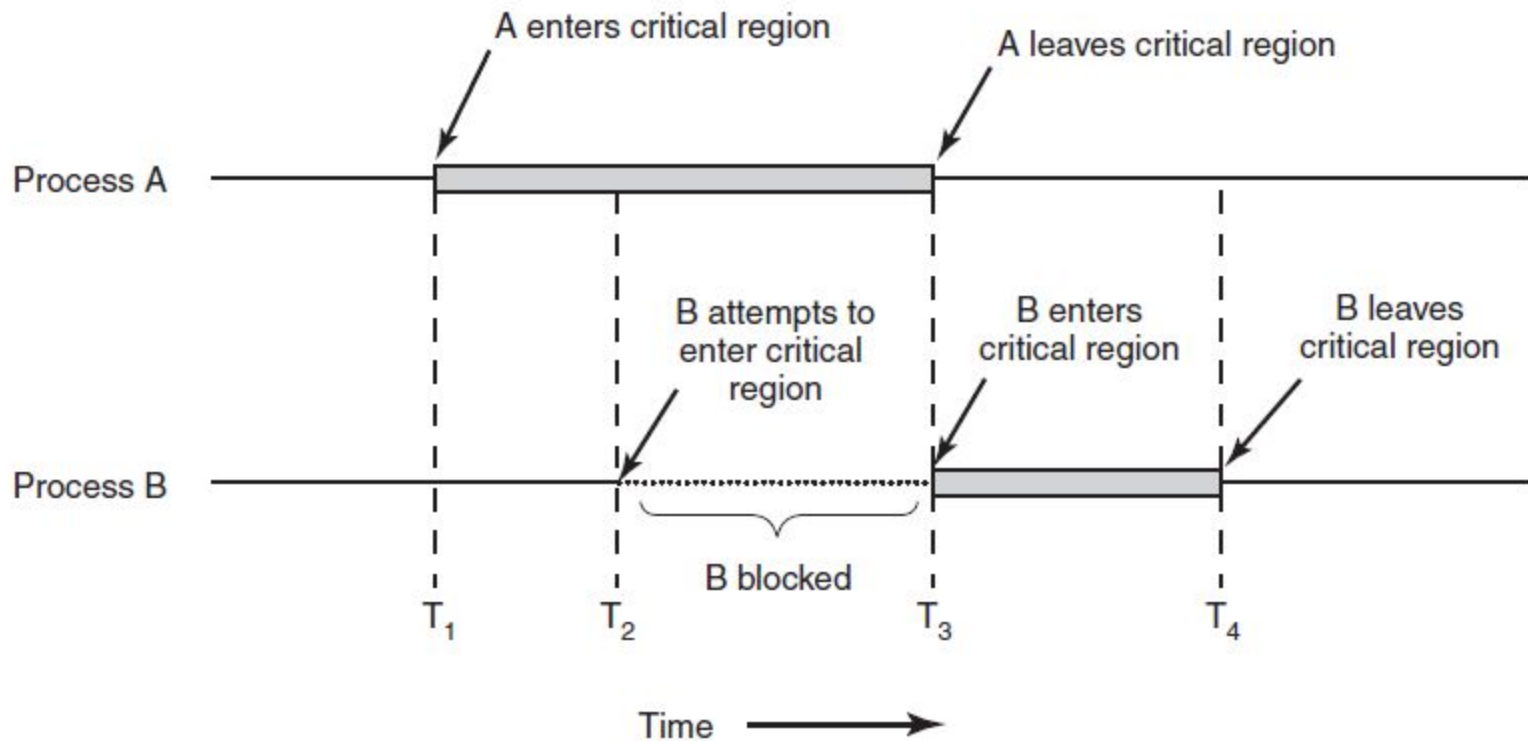 A enters critical region
A leaves critical region
Process A
B attempts to
enter critical
region
B enters
critical region
B leaves
critical region
Process B
B blocked
T1
T2
T3
T4
Time